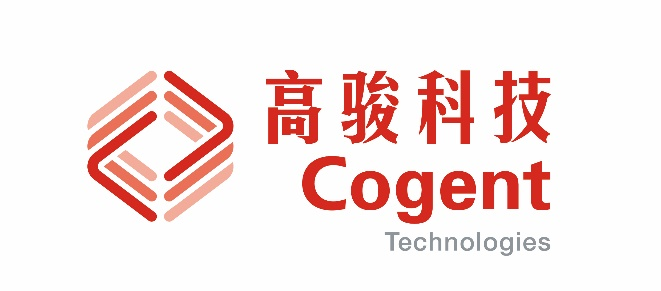 高骏科技
Cogent
Technologies